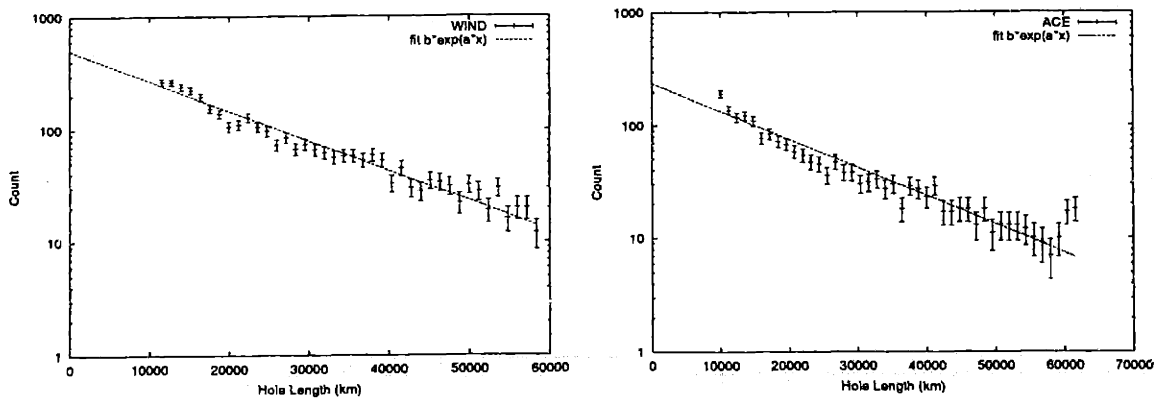 1000
100
10
1
Count
WIND
fit b*exp(a*x)
0 10000 20000 30000 40000 50000 60000
Hole Length (km)
1000
100
10
1
Count
ACE
fit b*exp(a*x)
0 10000 20000 30000 40000 50000 60000 70000
Hole Length (km)